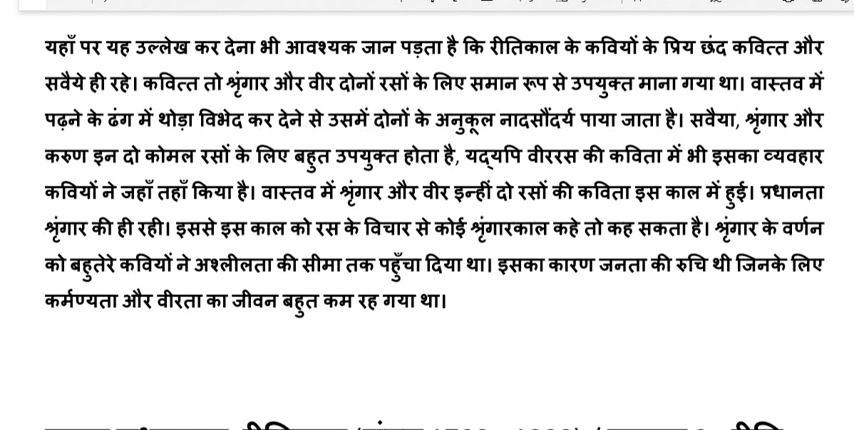 यहाँ पर यह उल्लेख कर देना भी आवश्यक जान पड़ता है कि रीतिकाल के कवियों के प्रिय छंद कवित्त और
सवैये ही रहे। कवित्त तो श्रृंगार और वीर दोनों रसों के लिए समान रूप से उपयुक्त माना गया था। वास्तव में
पढ़ने के ढंग में थोड़ा विभेद कर देने से उसमें दोनों के अनुकूल नादसौंदर्य पाया जाता है। सवैया, श्रृंगार और
करुण इन दो कोमल रसों के लिए बहुत उपयुक्त होता है, यद्यपि वीररस की कविता में भी इसका व्यवहार
कवियों ने जहाँ तहाँ किया है। वास्तव में श्रृंगार और वीर इन्हीं दो रसों की कविता इस काल में हुई। प्रधानता
श्रृंगार की ही रही। इससे इस काल को रस के विचार से कोई श्रृंगारकाल कहे तो कह सकता है। श्रृंगार के वर्णन
को बहुतेरे कवियों ने अश्लीलता की सीमा तक पहुँचा दिया था। इसका कारण जनता की रुचि थी जिनके लिए
कर्मण्यता और वीरता का जीवन बहुत कम रह गया था।